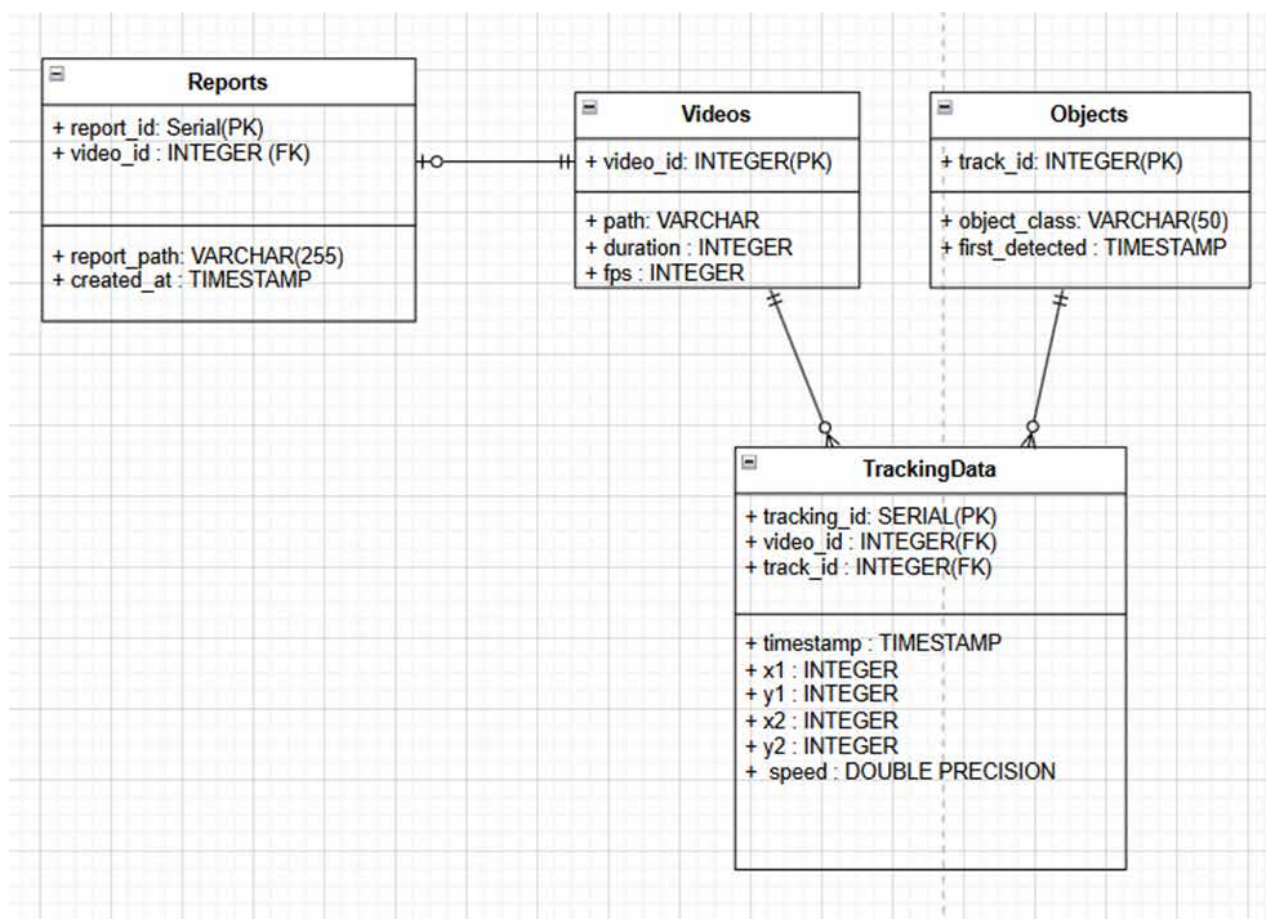 Reports
+ report_id: Serial(PK)
+ video_id : INTEGER (FK)
+ report_path: VARCHAR(255)
+ created_at : TIMESTAMP
Videos
+ video_id: INTEGER(PK)
+ path: VARCHAR
+ duration : INTEGER
+ fps : INTEGER
Objects
+ track_id: INTEGER(PK)
+ object_class: VARCHAR(50)
+ first_detected : TIMESTAMP
TrackingData
+ tracking_id: SERIAL(PK)
+ video_id : INTEGER(FK)
+ track_id : INTEGER(FK)
+ timestamp : TIMESTAMP
+ x1 : INTEGER
+ y1 : INTEGER
+ x2 : INTEGER
+ y2 : INTEGER
+ speed : DOUBLE PRECISION